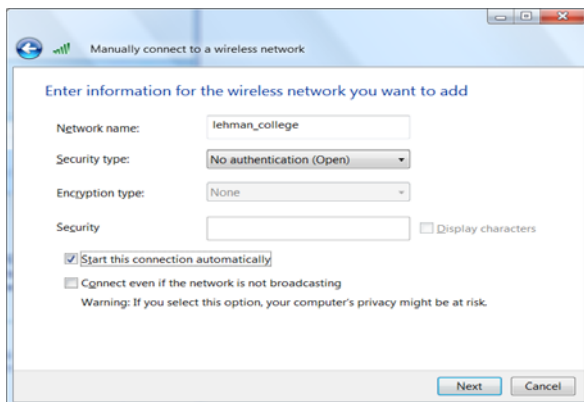 Manually connect to a wireless network
Enter information for the wireless network you want to add
Network name: lehman_college
Security type: No authentication (Open)
Encryption type: None
Security Display characters
Start this connection automatically
Connect even if the network is not broadcasting
Warning: If you select this option, your computer's privacy might be at risk.
Next Cancel